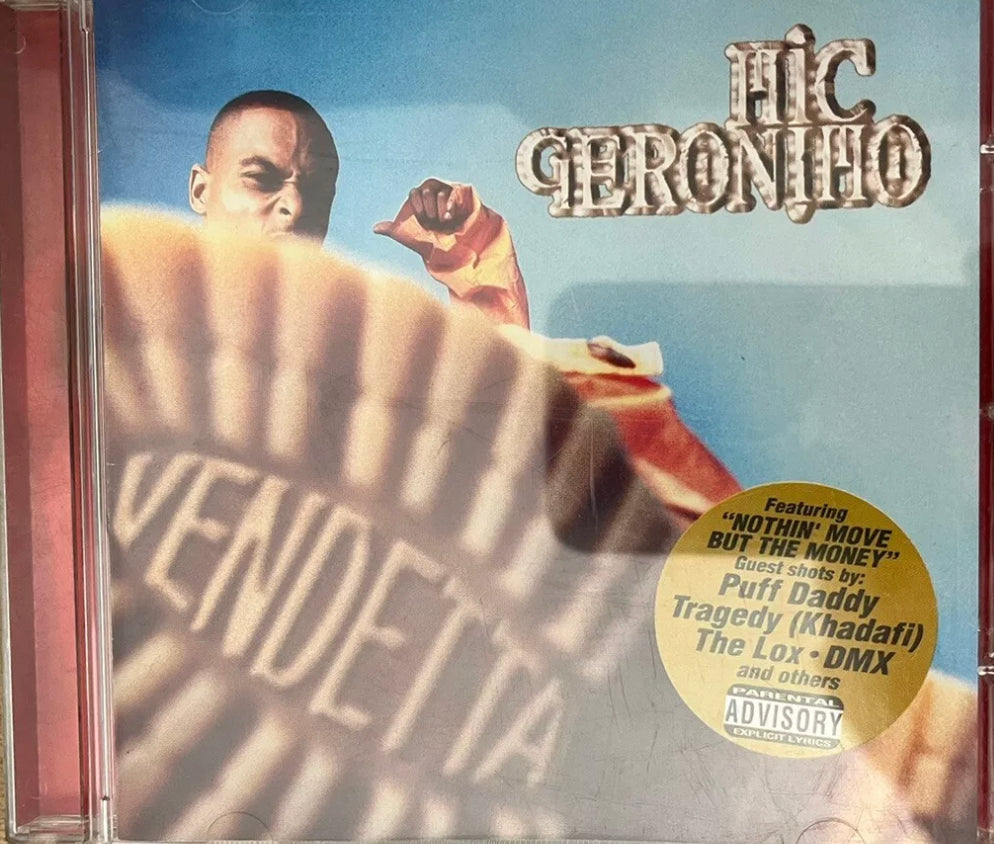 MIC
GERONIMO
VENDETTA
Featuring
"NOTHIN' MOVE
BUT THE MONEY"
Guest shots by:
Puff Daddy
Tragedy (Khadafi)
The Lox • DMX
and others
PARENTAL
ADVISORY
EXPLICIT LYRICS